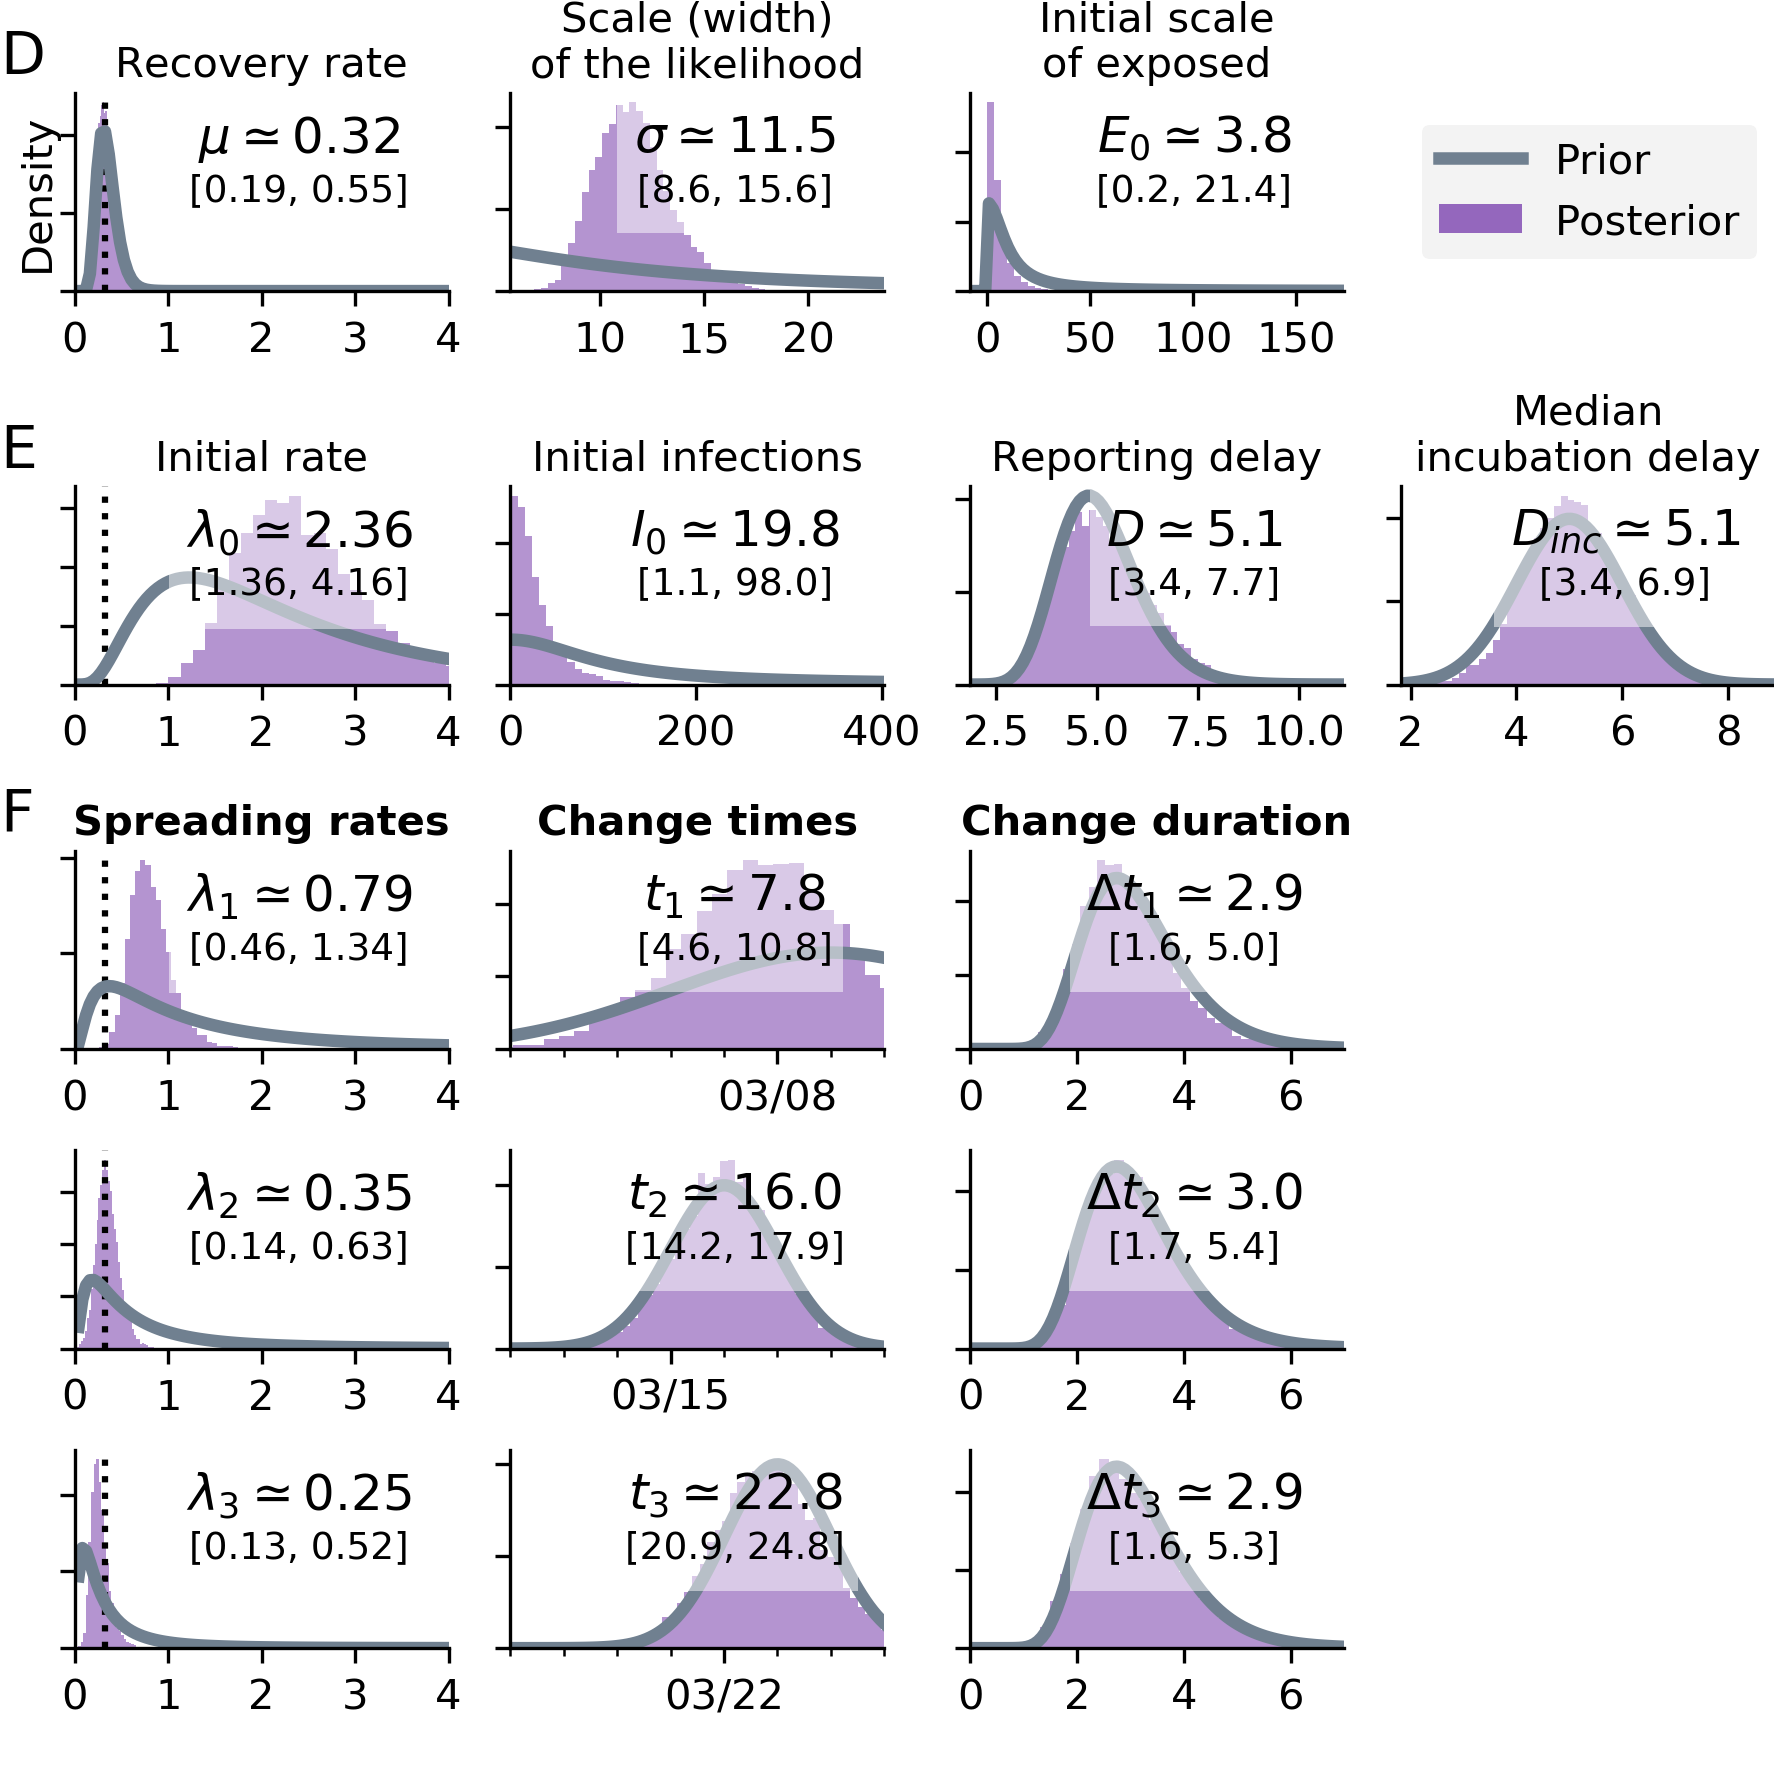 D
Recovery rate
Scale (width)
of the likelihood
Initial scale
of exposed
Density
μ ≃ 0.32
[0.19, 0.55]
σ ≃ 11.5
[8.6, 15.6]
E₀ ≃ 3.8
[0.2, 21.4]
Prior
Posterior
0 1 2 3 4
10 15 20
0 50 100 150
E
Initial rate
Initial infections
Reporting delay
Median
incubation delay
λ₀ ≃ 2.36
[1.36, 4.16]
I₀ ≃ 19.8
[1.1, 98.0]
D ≃ 5.1
[3.4, 7.7]
D_inc ≃ 5.1
[3.4, 6.9]
0 1 2 3 4
0 200 400
2.5 5.0 7.5 10.0
2 4 6 8
F
Spreading rates
Change times
Change duration
λ₁ ≃ 0.79
[0.46, 1.34]
t₁ ≃ 7.8
[4.6, 10.8]
Δt₁ ≃ 2.9
[1.6, 5.0]
0 1 2 3 4
03/08
0 2 4 6
λ₂ ≃ 0.35
[0.14, 0.63]
t₂ ≃ 16.0
[14.2, 17.9]
Δt₂ ≃ 3.0
[1.7, 5.4]
0 1 2 3 4
03/15
0 2 4 6
λ₃ ≃ 0.25
[0.13, 0.52]
t₃ ≃ 22.8
[20.9, 24.8]
Δt₃ ≃ 2.9
[1.6, 5.3]
0 1 2 3 4
03/22
0 2 4 6